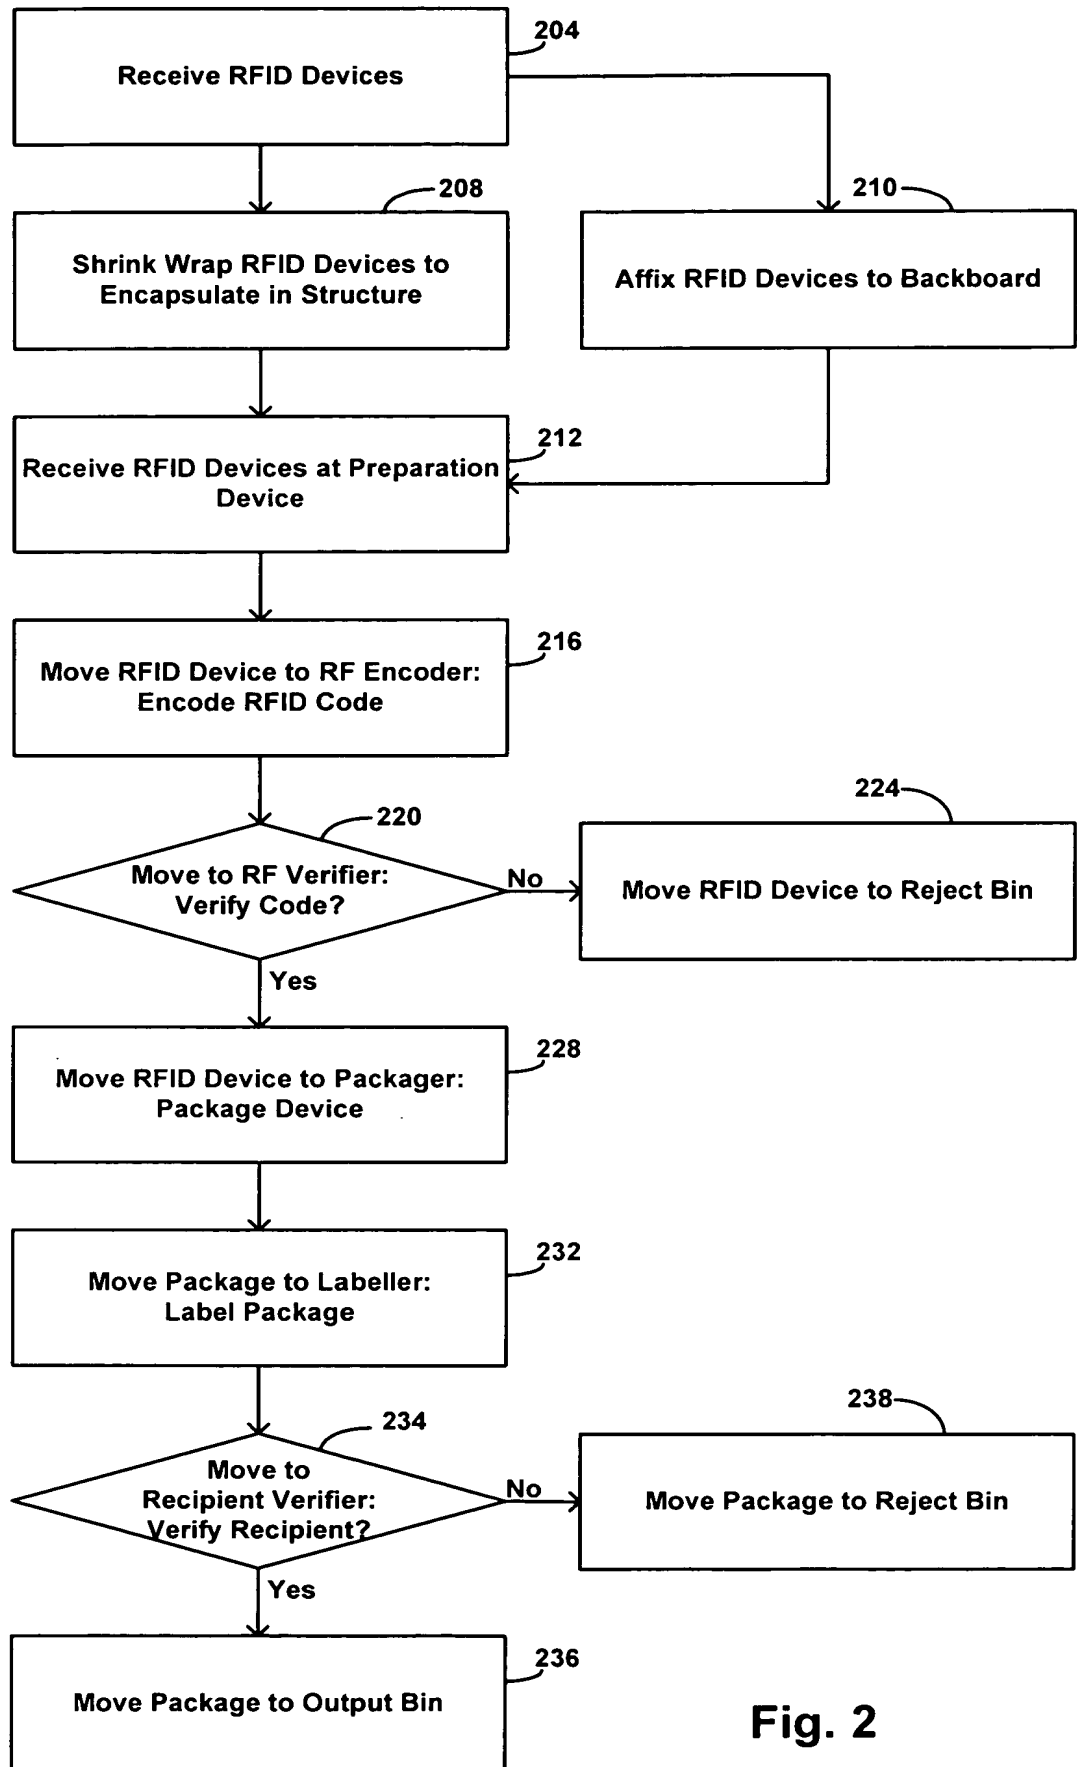 204
Receive RFID Devices
208
210
Shrink Wrap RFID Devices to
Encapsulate in Structure
Affix RFID Devices to Backboard
212
Receive RFID Devices at Preparation
Device
216
Move RFID Device to RF Encoder:
Encode RFID Code
220
224
Move to RF Verifier:
Verify Code?
No
Move RFID Device to Reject Bin
Yes
228
Move RFID Device to Packager:
Package Device
232
Move Package to Labeller:
Label Package
234
238
Move to
Recipient Verifier:
Verify Recipient?
No
Move Package to Reject Bin
Yes
236
Move Package to Output Bin
Fig. 2